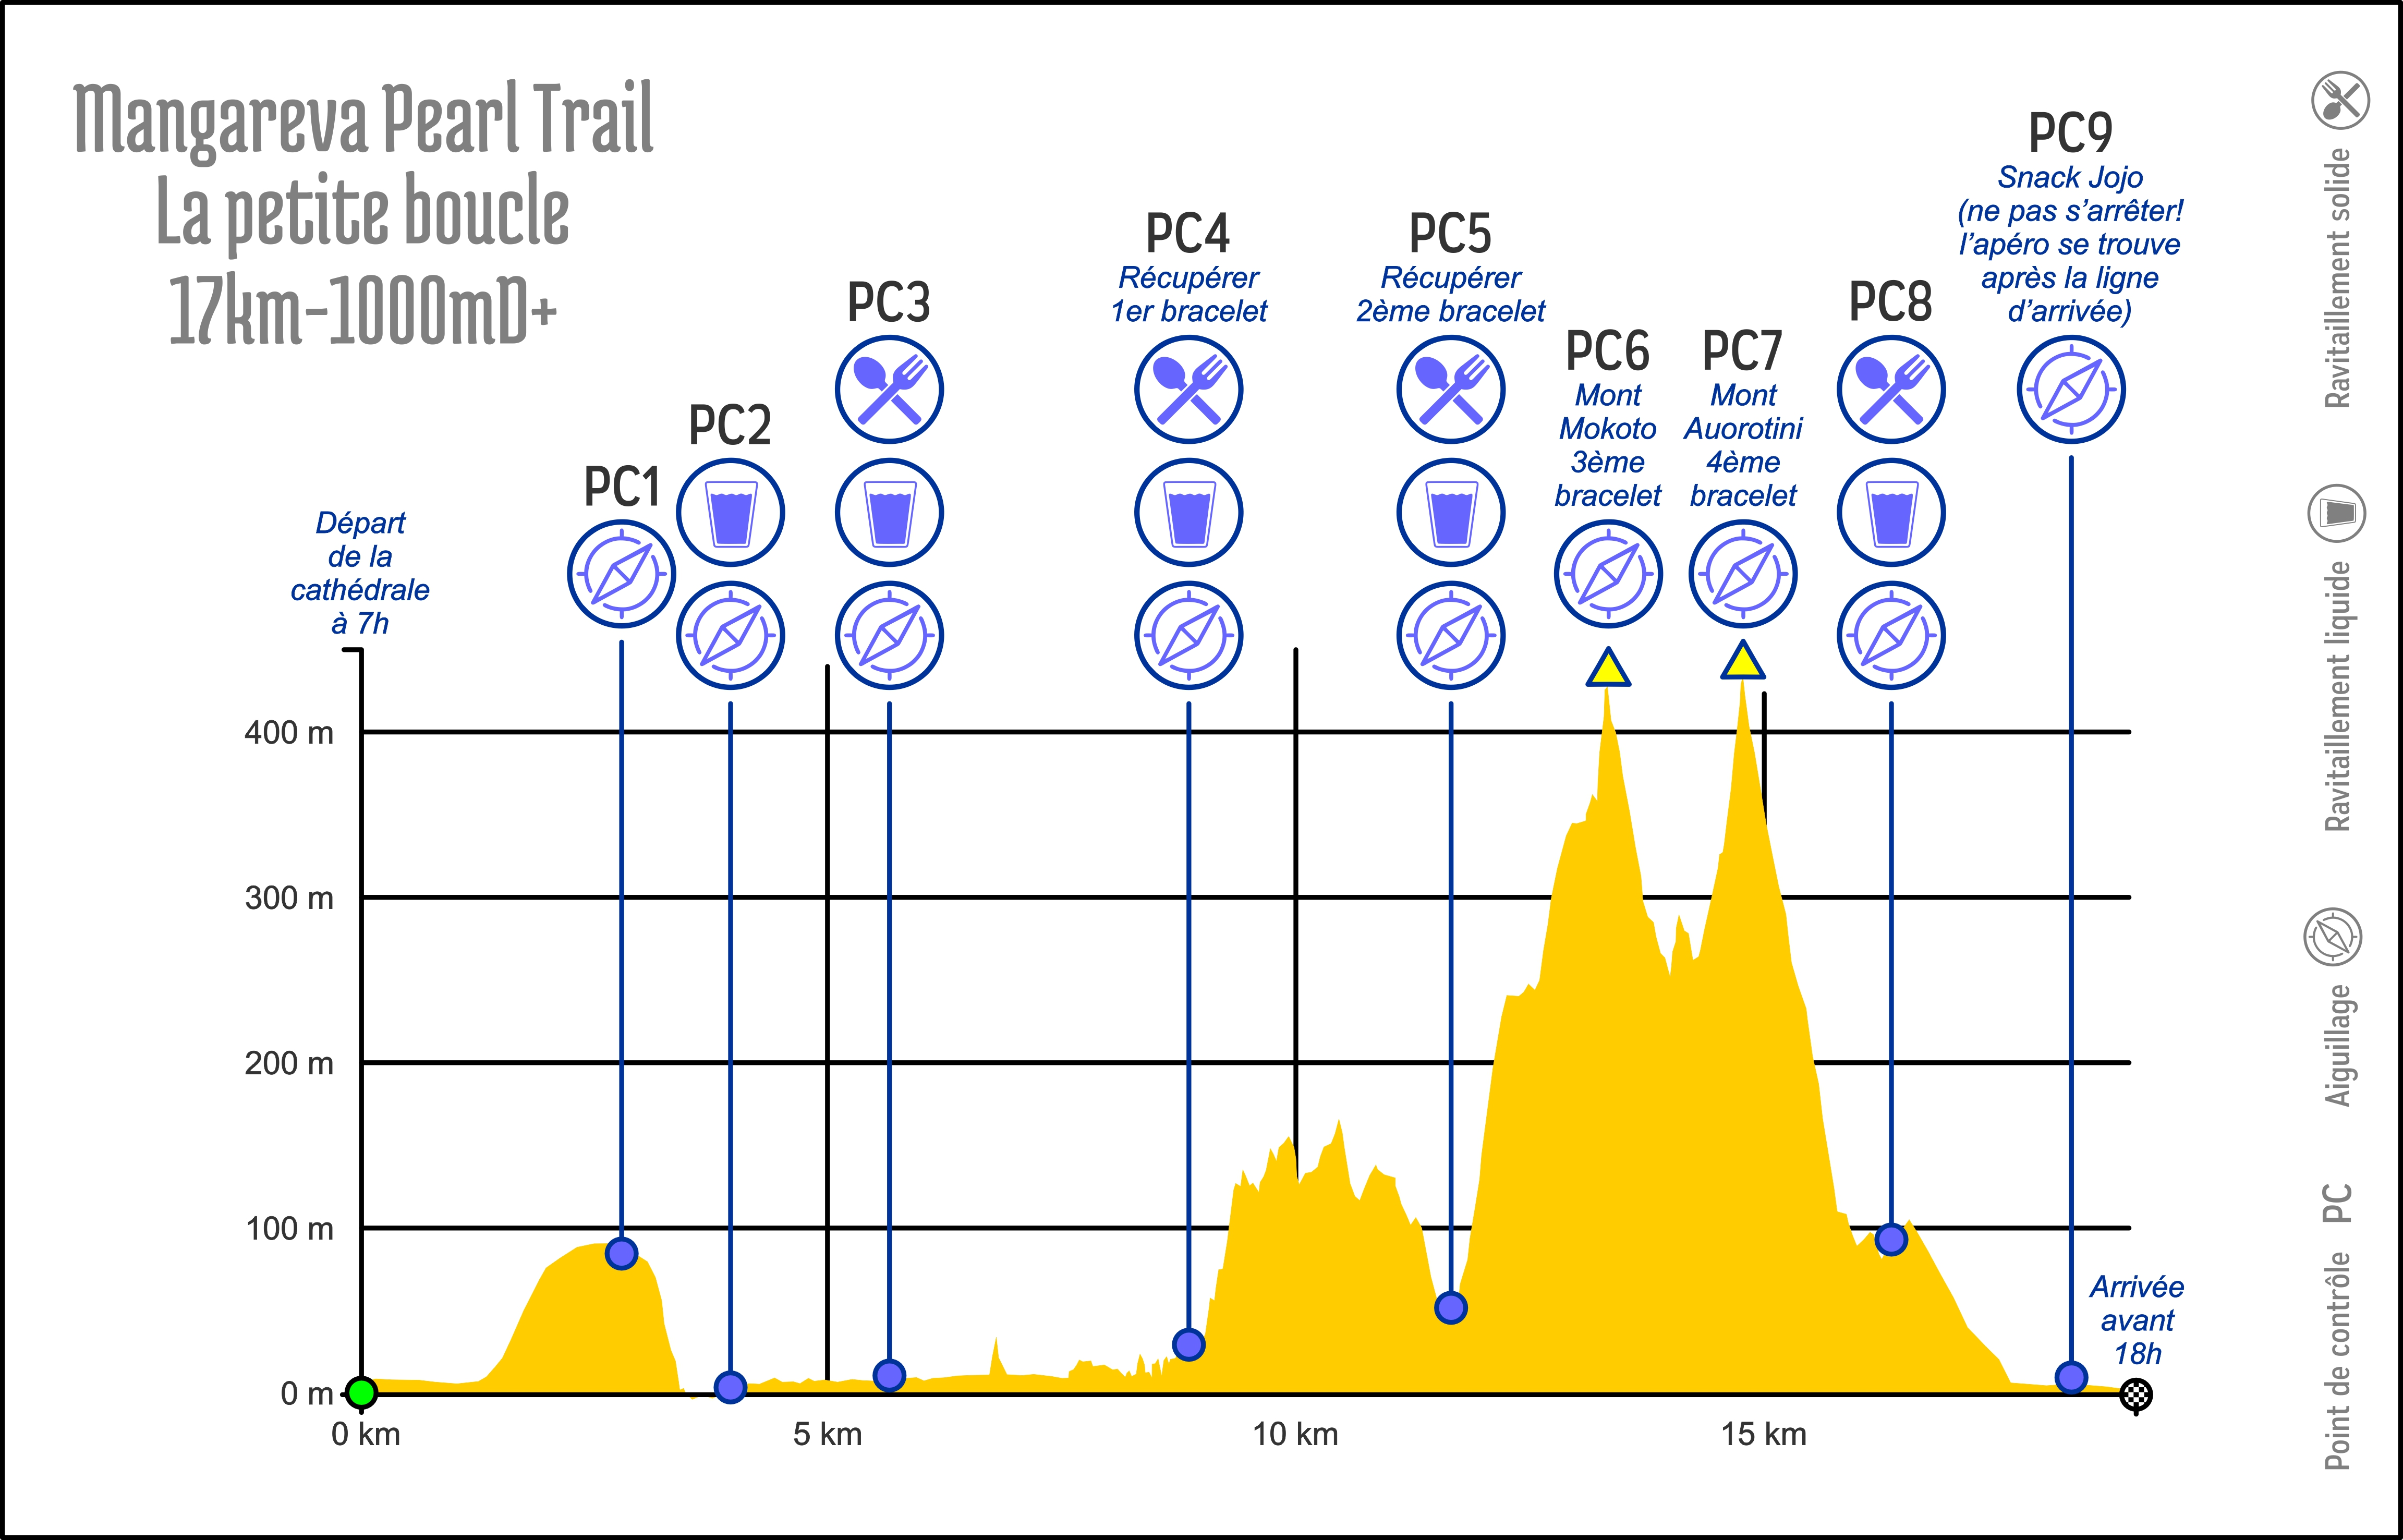 Mangareva Pearl Trail
La petite boucle
17km-1000mD+
Départ
de la
cathédrale
à 7h
PC1
PC2
PC3
PC4
Récupérer
1er bracelet
PC5
Récupérer
2ème bracelet
PC6
Mont
Mokoto
3ème
bracelet
PC7
Mont
Auorotini
4ème
bracelet
PC8
PC9
Snack Jojo
(ne pas s’arrêter!
l’apéro se trouve
après la ligne
d’arrivée)
Arrivée
avant
18h
400 m
300 m
200 m
100 m
0 m
0 km
5 km
10 km
15 km
Ravitaillement solide
Ravitaillement liquide
Aiguillage
PC
Point de contrôle